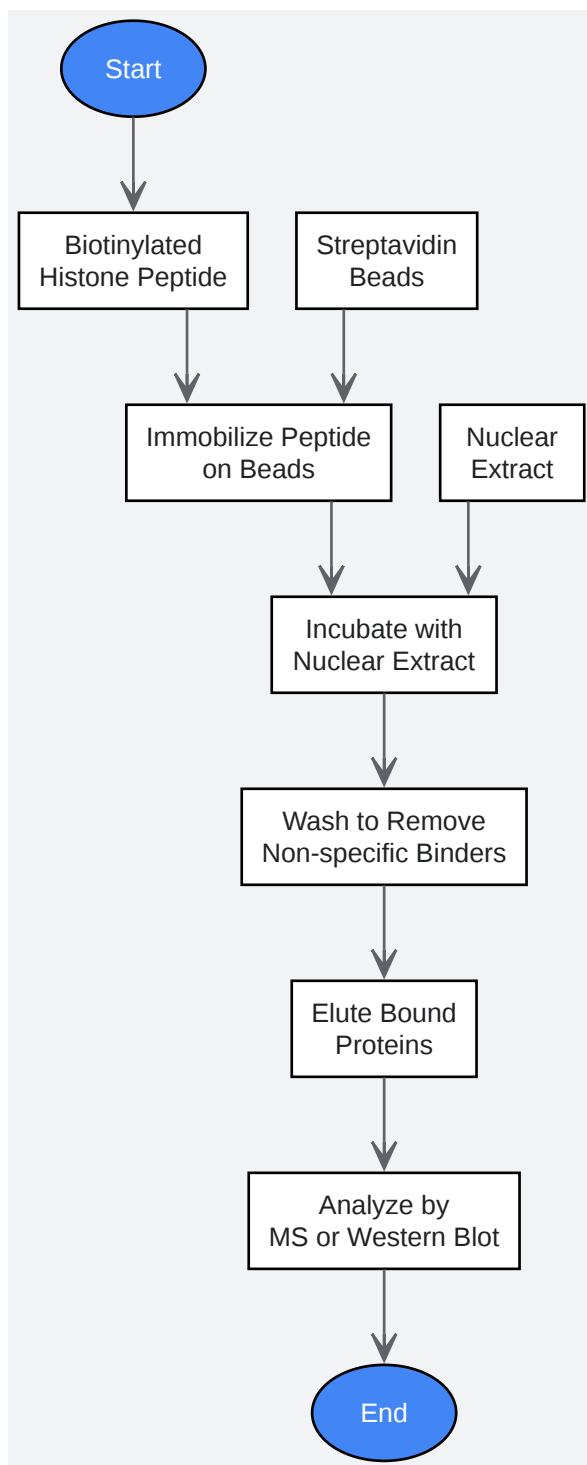 Start
Biotinylated
Histone Peptide
Streptavidin
Beads
Immobilize Peptide
on Beads
Nuclear
Extract
Incubate with
Nuclear Extract
Wash to Remove
Non-specific Binders
Elute Bound
Proteins
Analyze by
MS or Western Blot
End